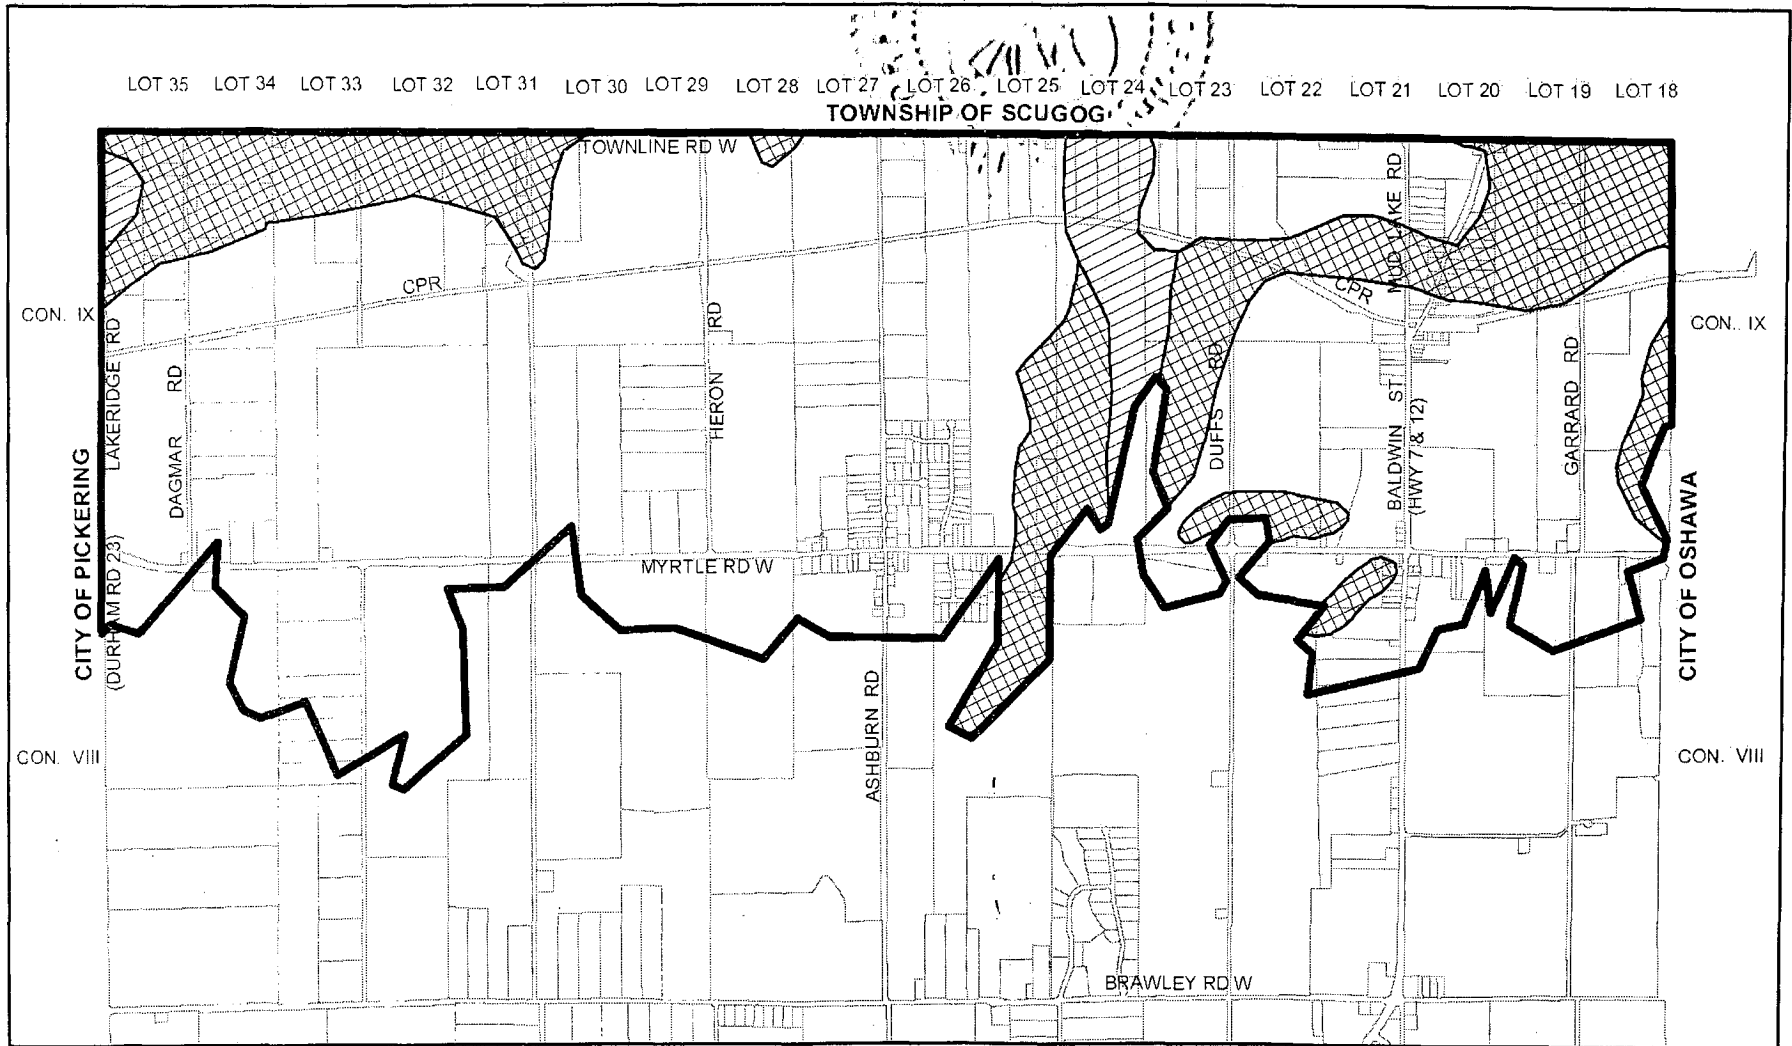 LOT 35 LOT 34 LOT 33 LOT 32 LOT 31 LOT 30 LOT 29 LOT 28 LOT 27 LOT 26 LOT 25 LOT 24 LOT 23 LOT 22 LOT 21 LOT 20 LOT 19 LOT 18
TOWNSHIP OF SCUGOG
TOWNLINE RD W
MUD LAKE RD
CPR
CPR
CON. IX
CON. IX
LAKERIDGE RD
(DURHAM RD 23)
DAGMAR RD
HERON RD
DUFFS RD
BALDWIN ST
(HWY 7 & 12)
GARRARD RD
CITY OF PICKERING
CITY OF OSHAWA
MYRTLE RD W
ASHBURN RD
CON. VIII
CON. VIII
BRAWLEY RD W